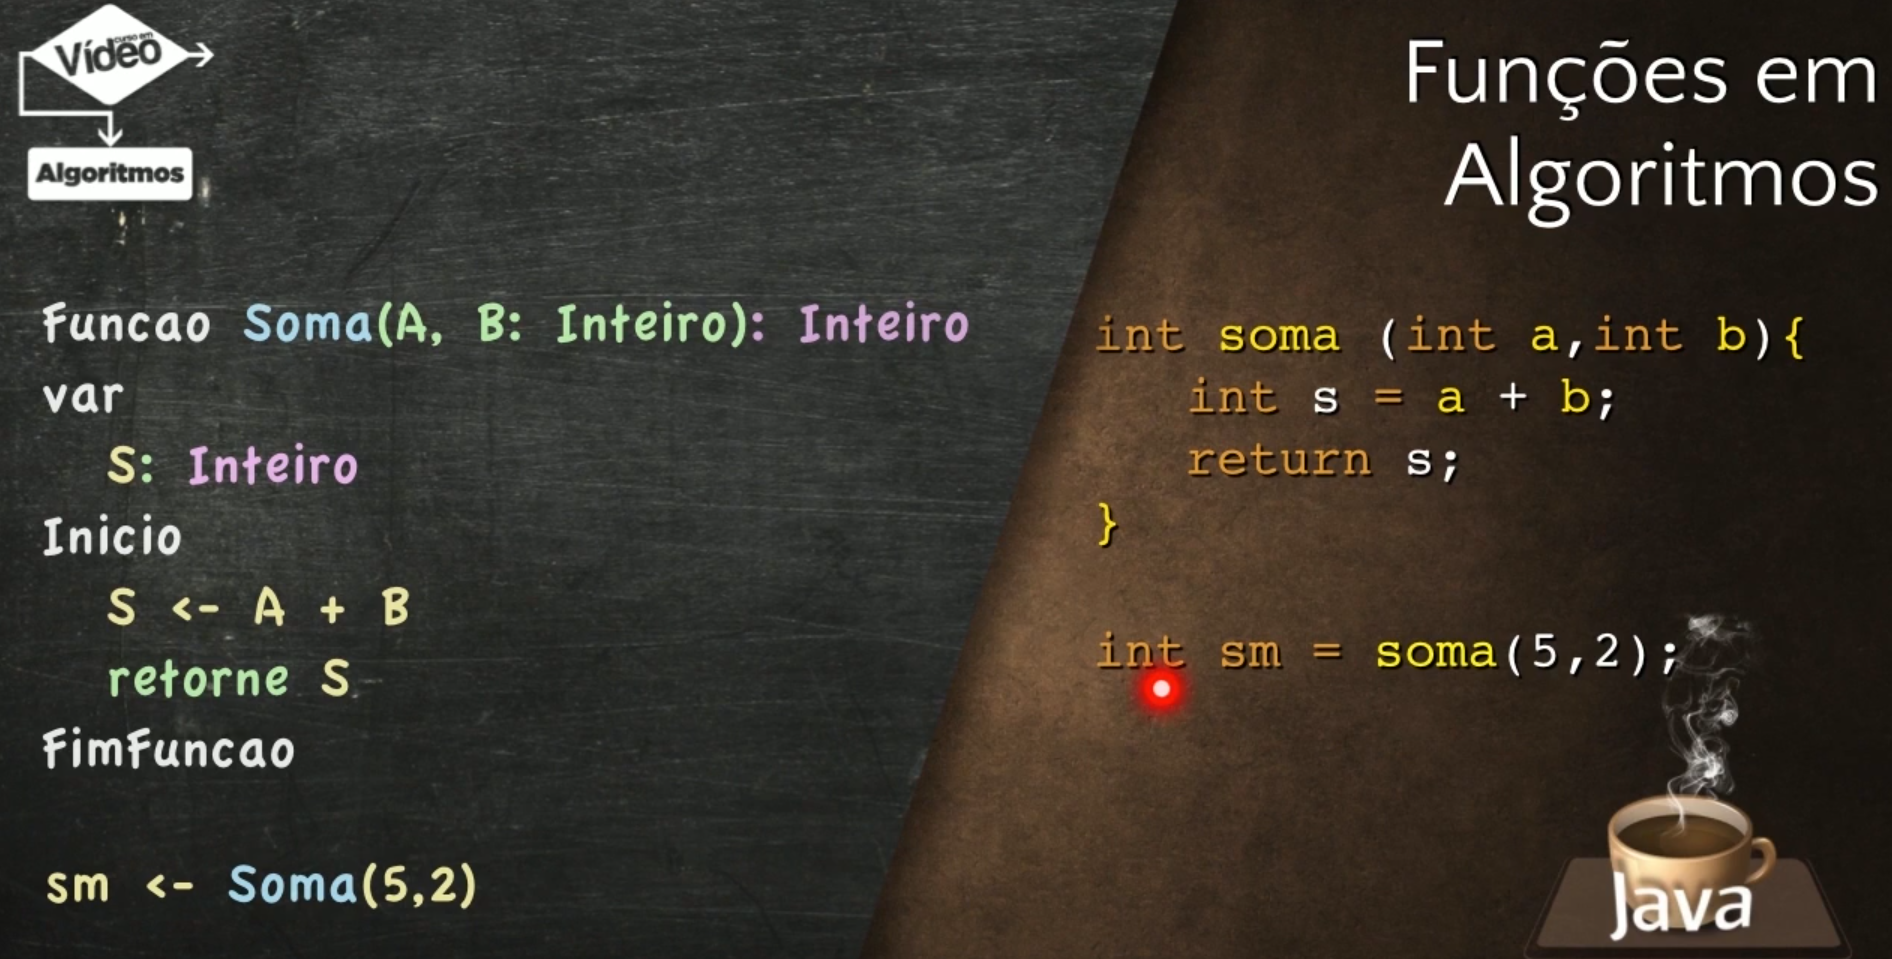 curso em
Vídeo
Algoritmos
Funções em
Algoritmos
Funcao Soma(A, B: Inteiro): Inteiro
var
S: Inteiro
Inicio
S <- A + B
retorne S
FimFuncao
sm <- Soma(5,2)
int soma (int a,int b){
int s = a + b;
return s;
}
int sm = soma(5,2);
Java